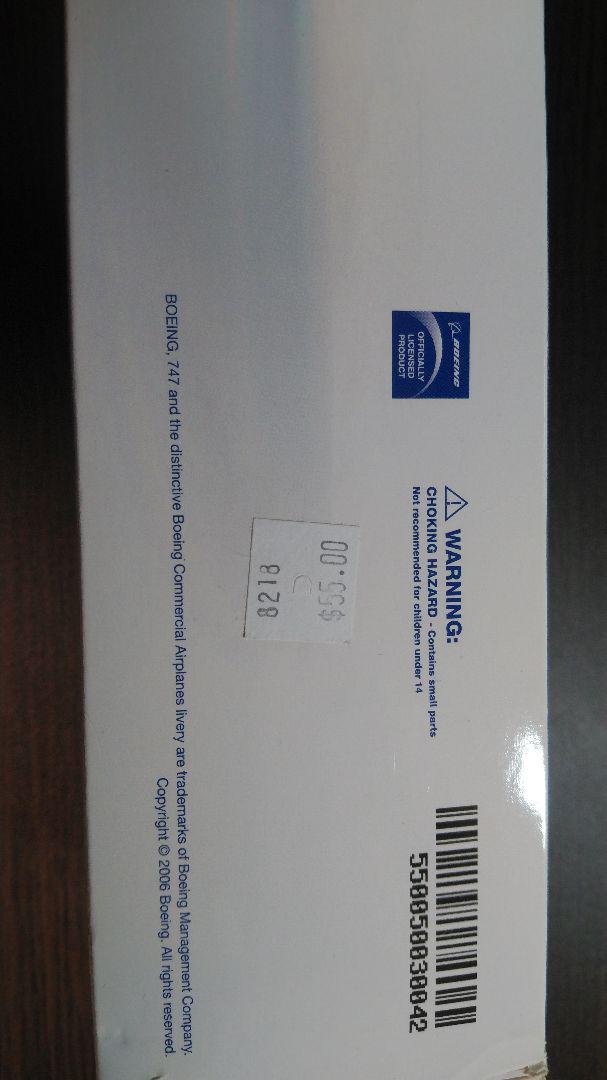 BOEING
OFFICIALLY
LICENSED
PRODUCT
WARNING:
CHOKING HAZARD - Contains small parts
Not recommended for children under 14
8218
$55.00
BOEING, 747 and the distinctive Boeing Commercial Airplanes livery are trademarks of Boeing Management Company.
Copyright © 2006 Boeing. All rights reserved.